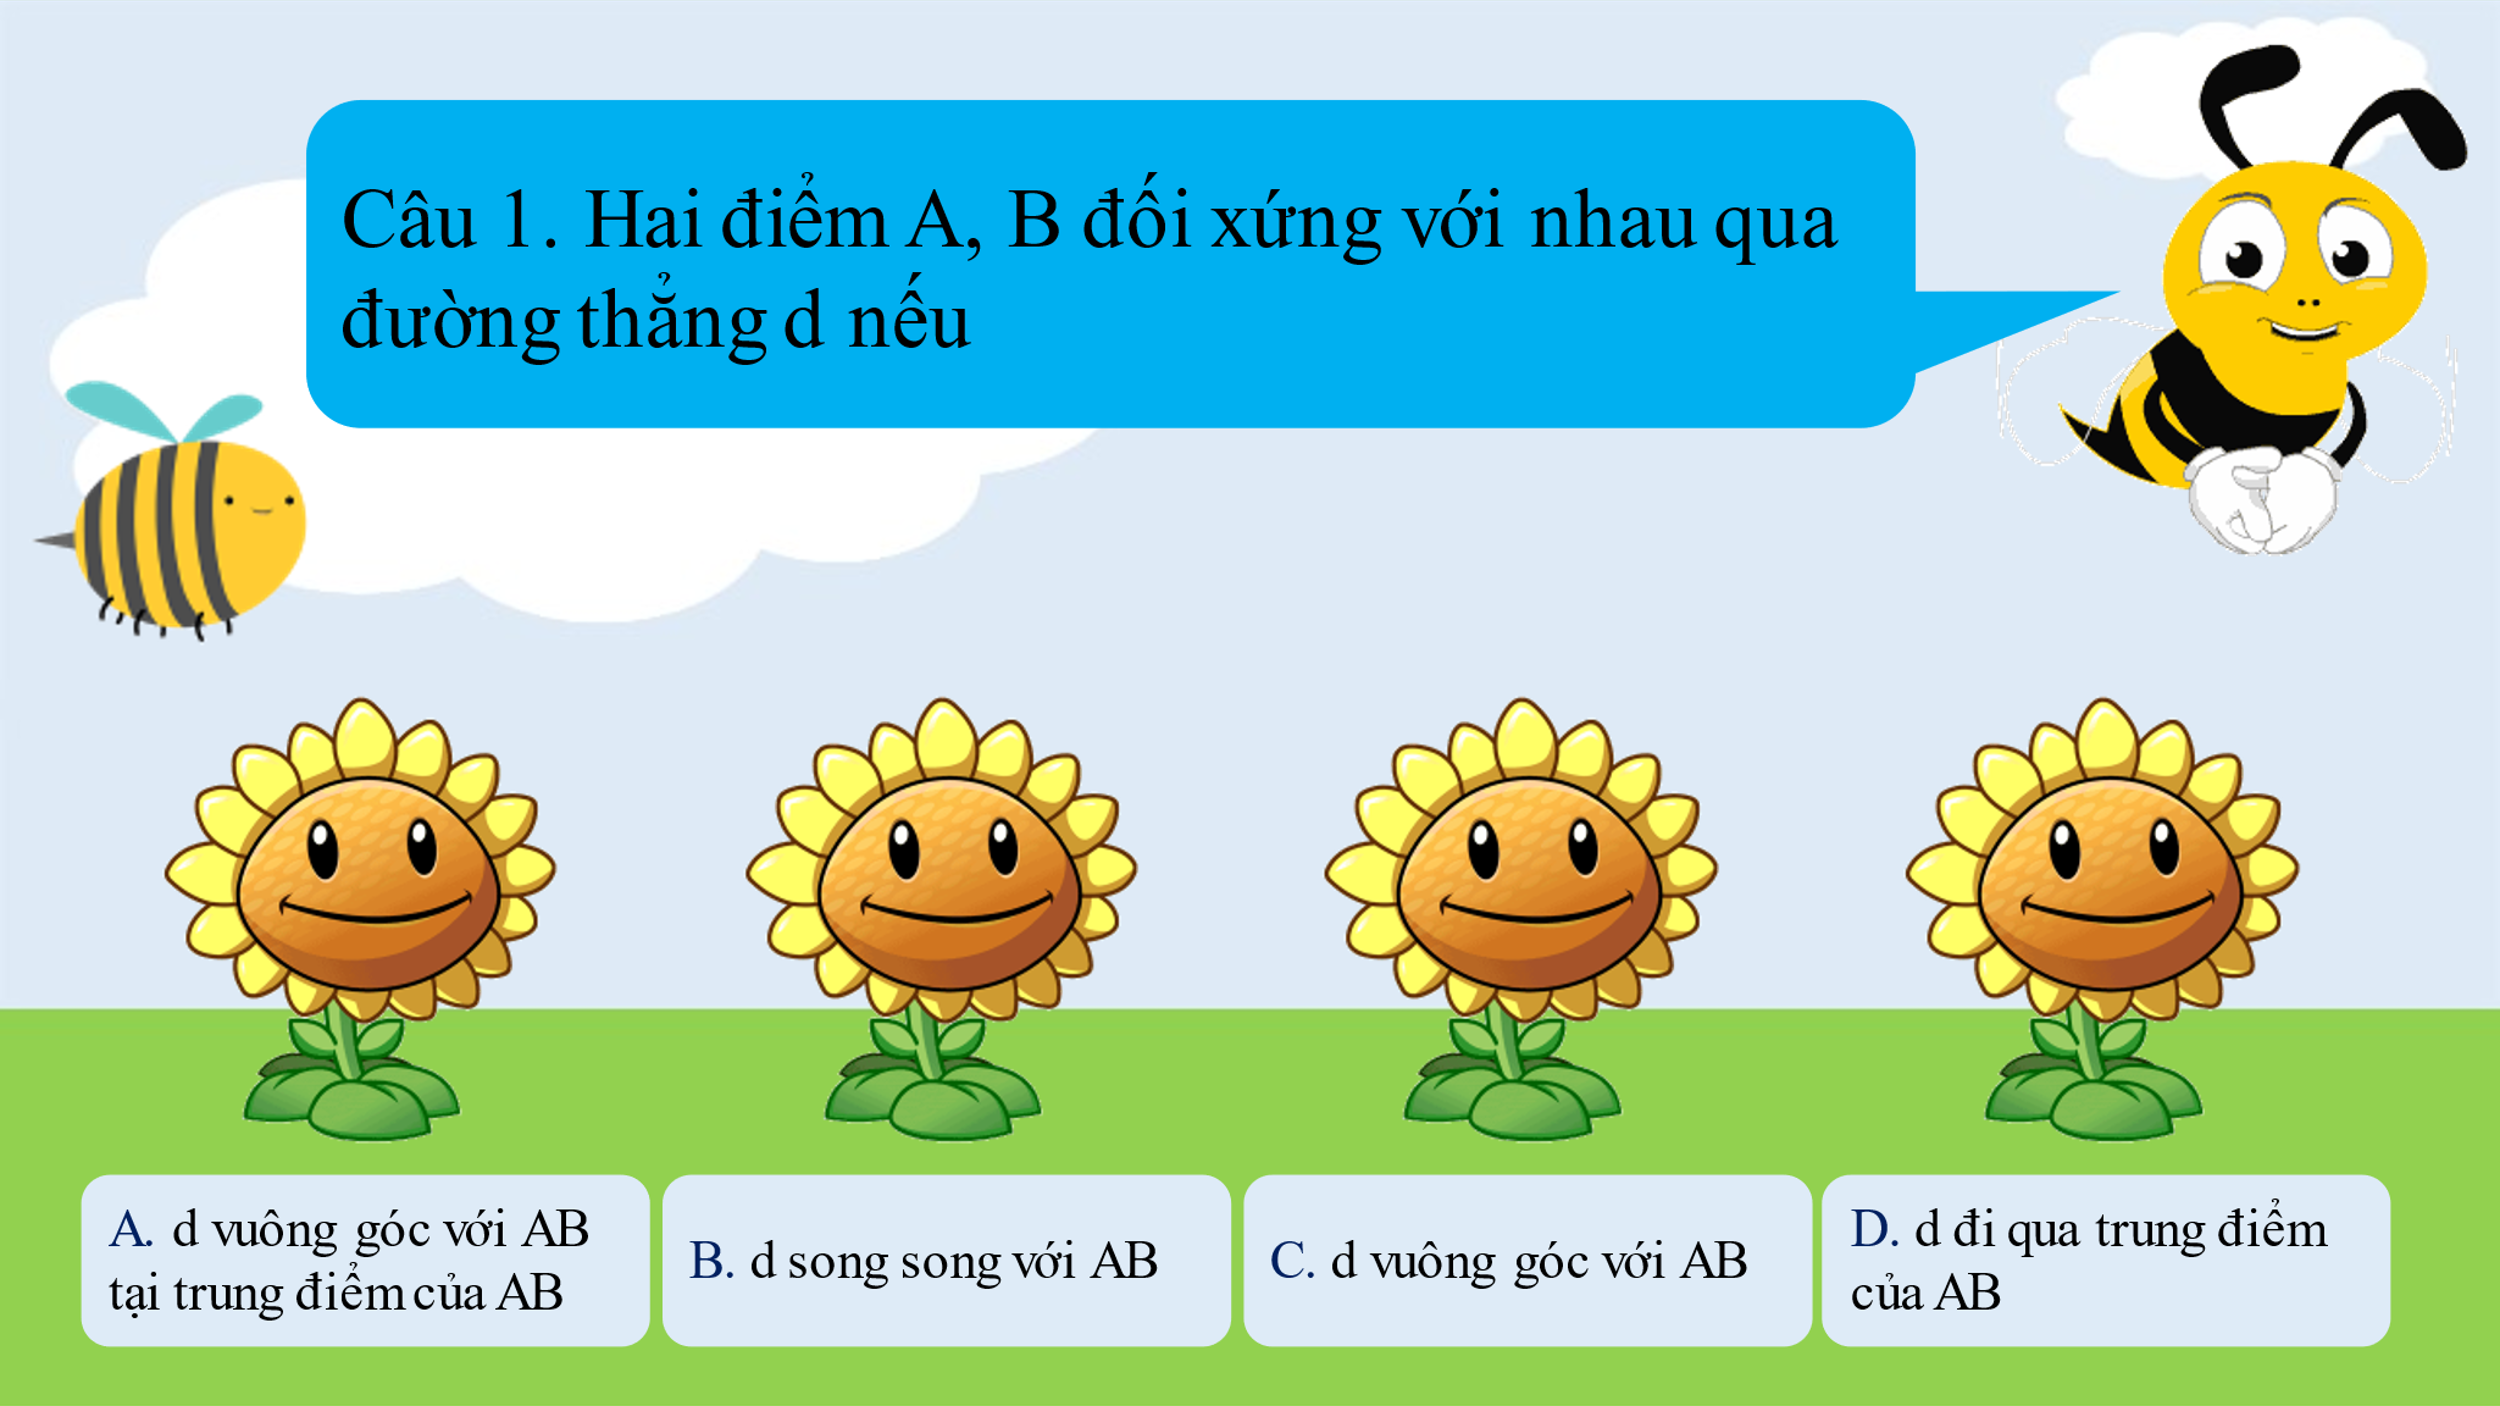 Câu 1. Hai điểm A, B đối xứng với nhau qua
đường thẳng d nếu
A. d vuông góc với AB
tại trung điểm của AB
B. d song song với AB
C. d vuông góc với AB
D. d đi qua trung điểm
của AB